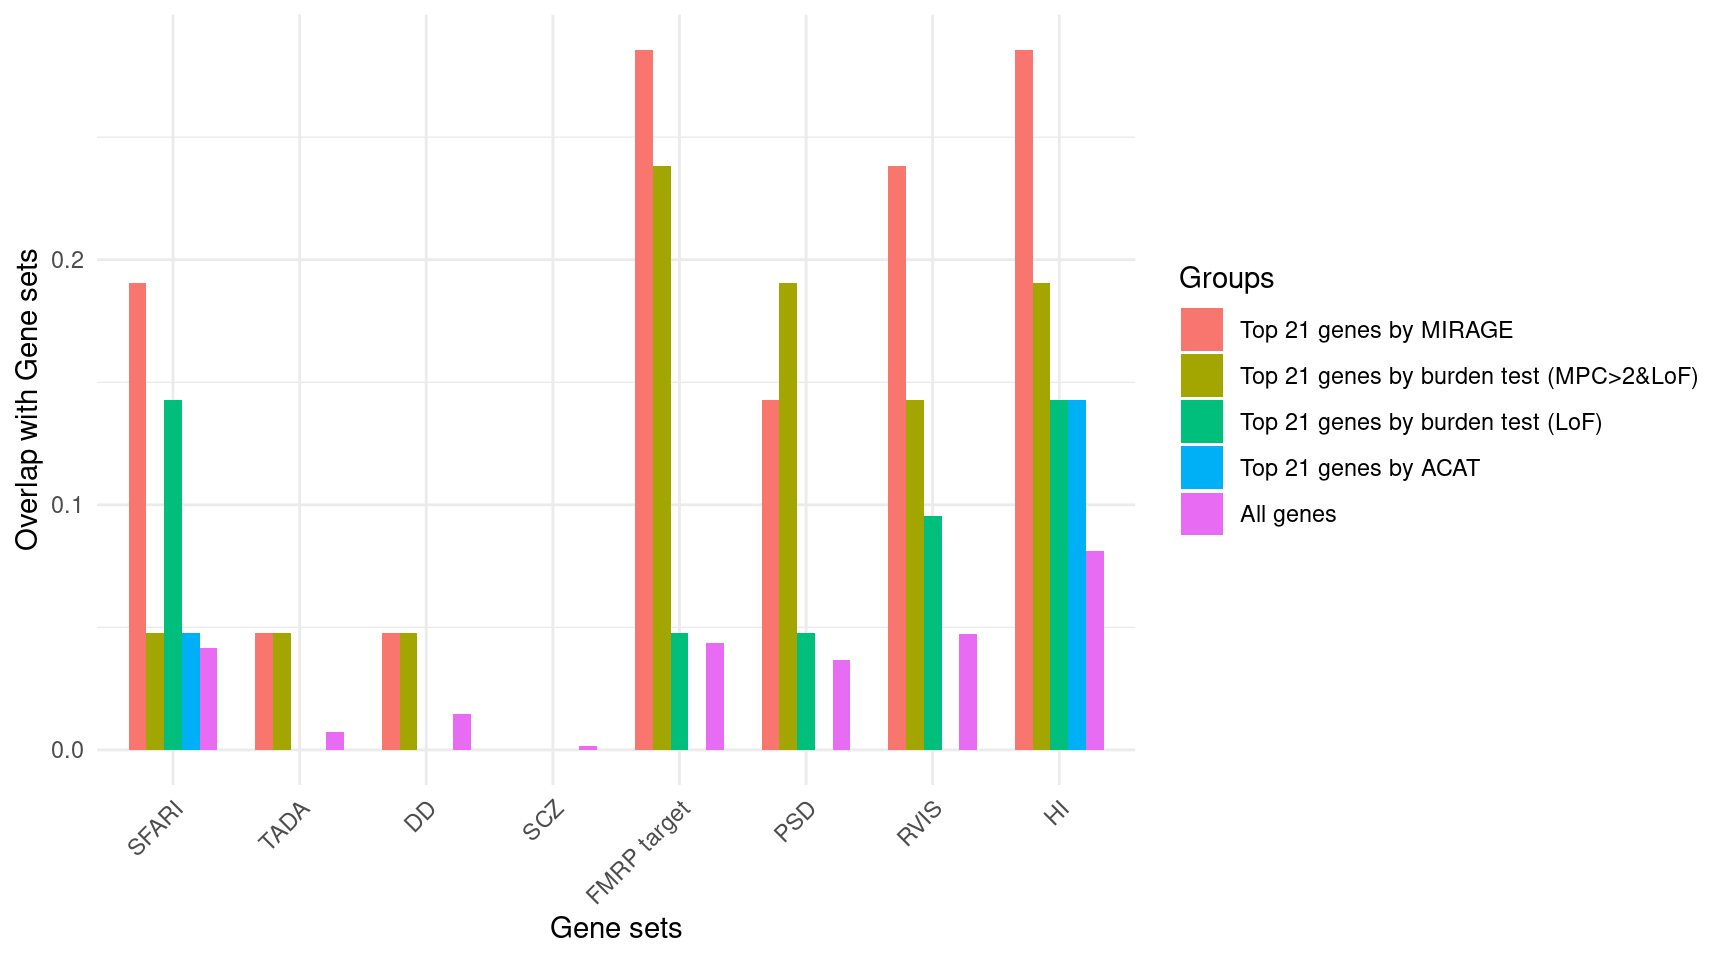 Overlap with Gene sets
0.2
0.1
0.0
SFARI
TADA
DD
SCZ
FMRP target
PSD
RVIS
HI
Gene sets
Groups
Top 21 genes by MIRAGE
Top 21 genes by burden test (MPC>2&LoF)
Top 21 genes by burden test (LoF)
Top 21 genes by ACAT
All genes